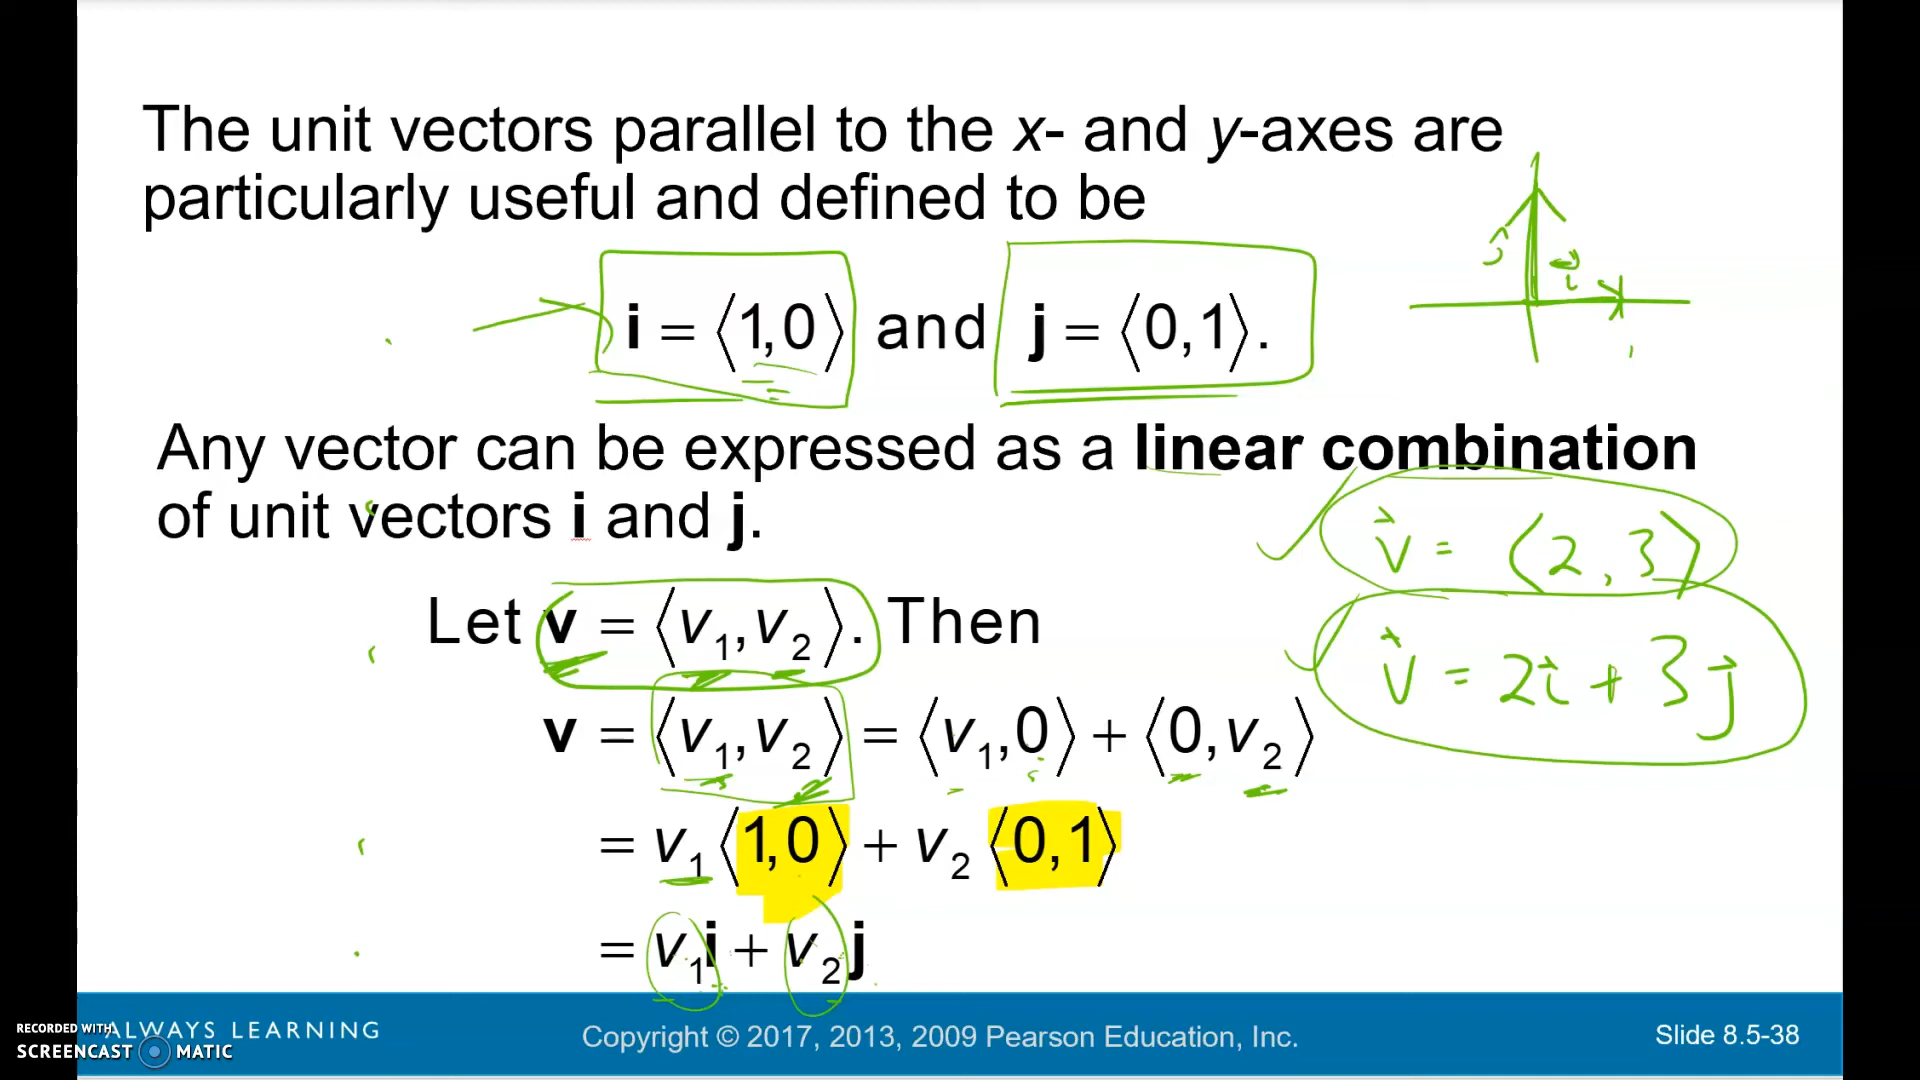 The unit vectors parallel to the x- and y-axes are
particularly useful and defined to be
i = ⟨1,0⟩ and j = ⟨0,1⟩.
j i
Any vector can be expressed as a linear combination
of unit vectors i and j.
v⃗ = ⟨2, 3⟩
Let v = ⟨v₁,v₂⟩. Then
v⃗ = 2i⃗ + 3j⃗
v = ⟨v₁,v₂⟩ = ⟨v₁,0⟩ + ⟨0,v₂⟩
= v₁⟨1,0⟩ + v₂⟨0,1⟩
= v₁i + v₂j
ALWAYS LEARNING
Copyright © 2017, 2013, 2009 Pearson Education, Inc.
Slide 8.5-38
RECORDED WITH
SCREENCAST MATIC